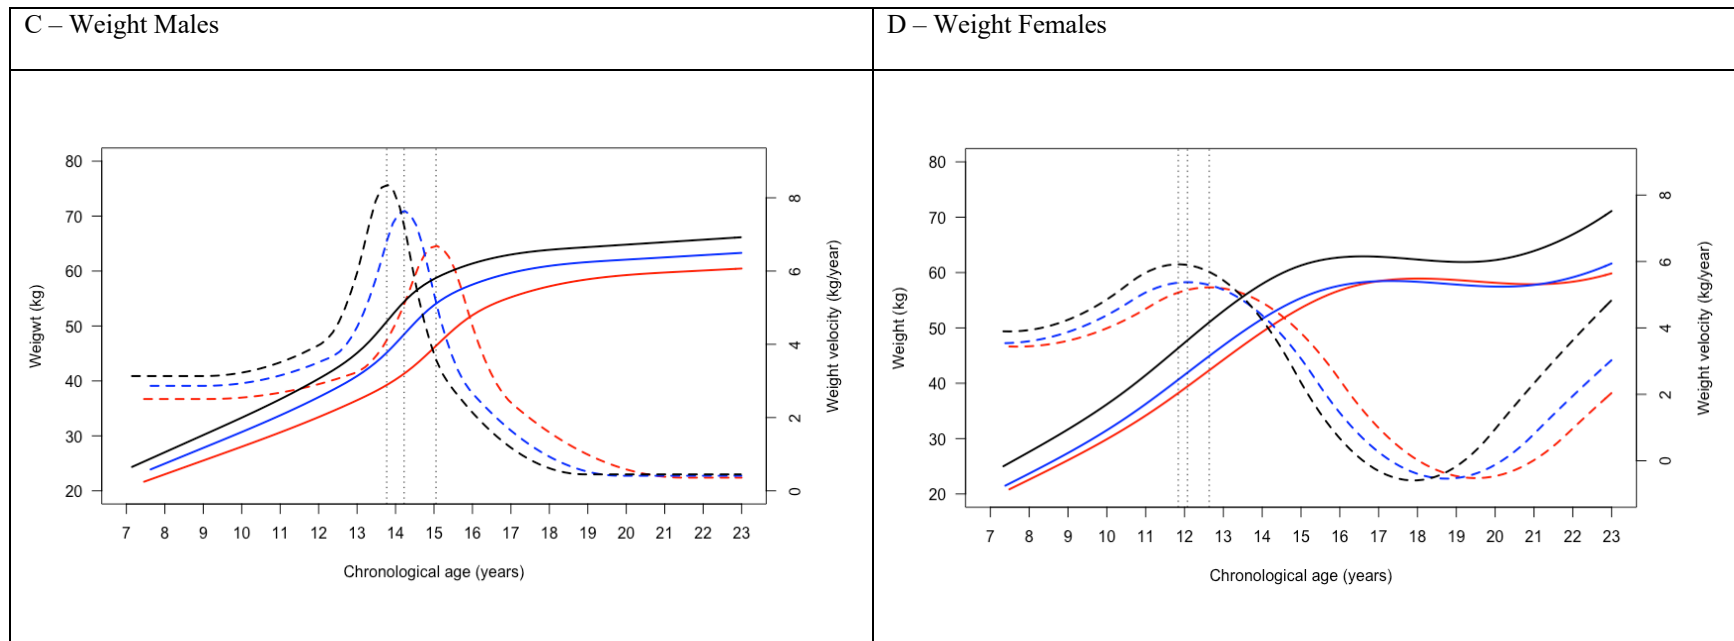 C – Weight Males
D – Weight Females
80
70
60
50
40
30
20
Weigwt (kg)
8
6
4
2
0
Weight velocity (kg/year)
7 8 9 10 11 12 13 14 15 16 17 18 19 20 21 22 23
Chronological age (years)
80
70
60
50
40
30
20
Weight (kg)
8
6
4
2
0
Weight velocity (kg/year)
7 8 9 10 11 12 13 14 15 16 17 18 19 20 21 22 23
Chronological age (years)